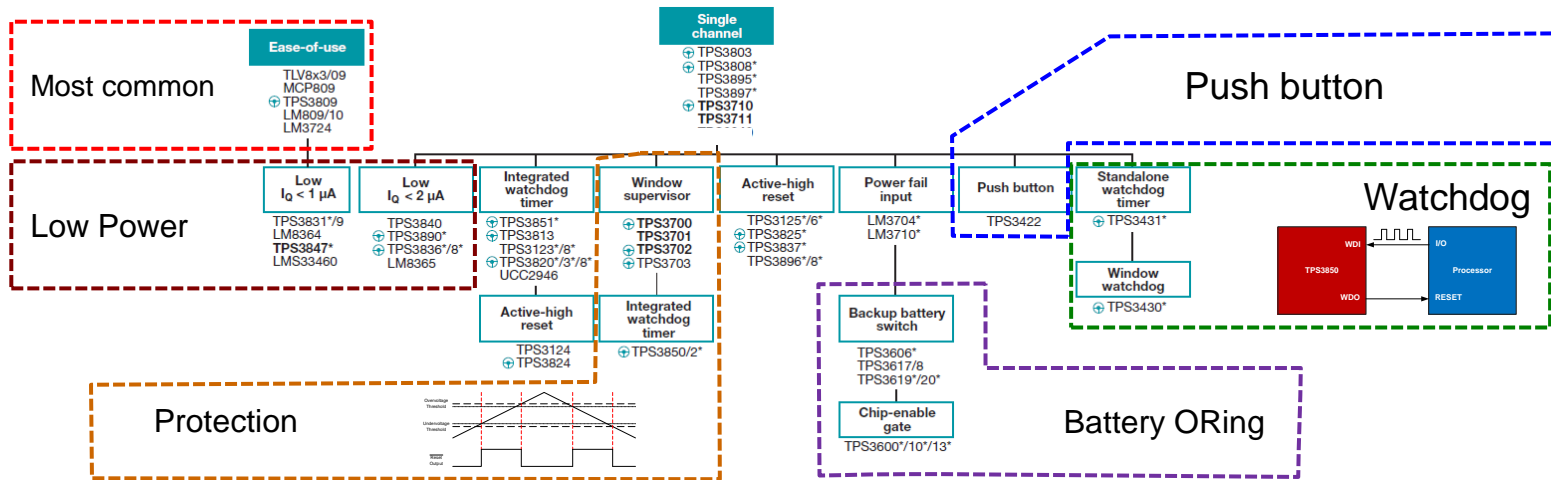 Most common
Ease-of-use
TLV8x3/09
MCP809
TPS3809
LM809/10
LM3724
Single
channel
TPS3803
TPS3808*
TPS3895*
TPS3897*
TPS3710
TPS3711
Push button
Low Power
Low
IQ < 1 µA
TPS3831*/9
LM8364
TPS3847*
LMS33460
Low
IQ < 2 µA
TPS3840
TPS3890*
TPS3836*/8*
LM8365
Integrated
watchdog
timer
TPS3851*
TPS3813
TPS3123*/8*
TPS3820*/3*/8*
UCC2946
Active-high
reset
TPS3124
TPS3824
Window
supervisor
TPS3700
TPS3701
TPS3702
TPS3703
Integrated
watchdog
timer
TPS3850/2*
Active-high
reset
TPS3125*/6*
TPS3825*
TPS3837*
TPS3896*/8*
Power fail
input
LM3704*
LM3710*
Backup battery
switch
TPS3606*
TPS3617/8
TPS3619*/20*
Chip-enable
gate
TPS3600*/10*/13*
Push button
TPS3422
Standalone
watchdog
timer
TPS3431*
Window
watchdog
TPS3430*
Watchdog
WDI
I/O
TPS3850
Processor
WDO
RESET
Protection
Overvoltage
Threshold
Undervoltage
Threshold
Reset
Output
Battery ORing